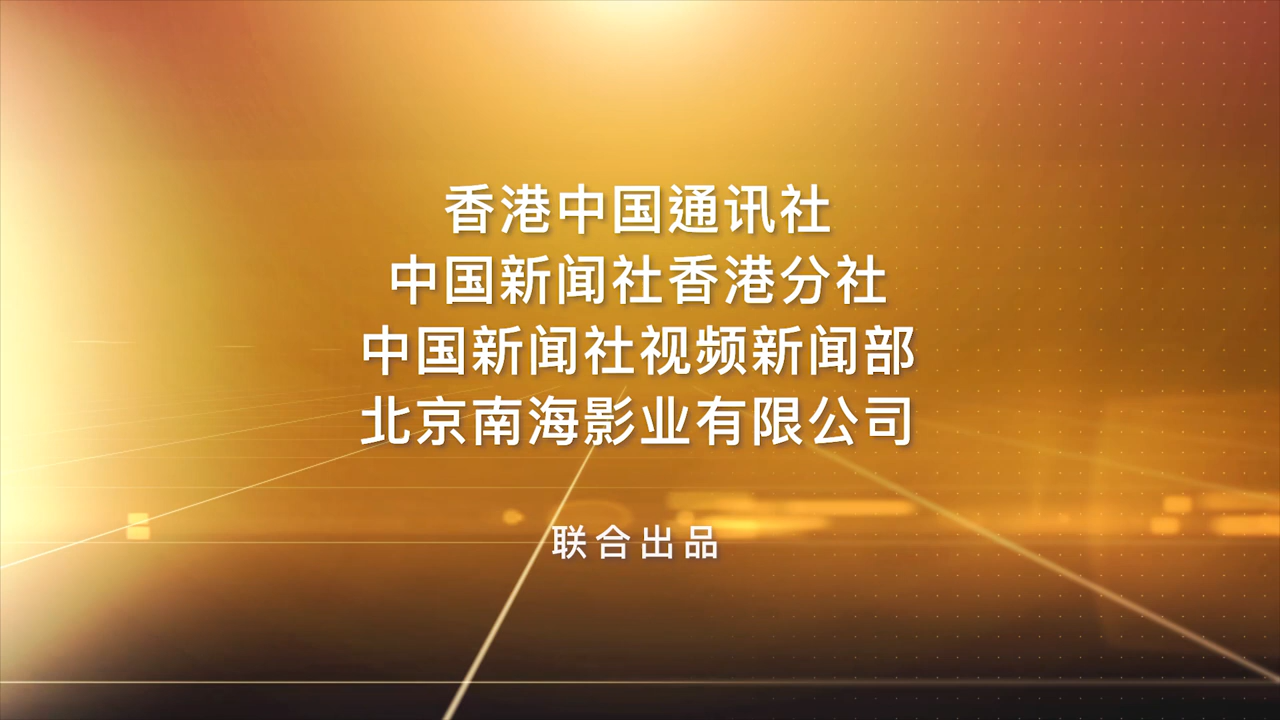 香港中国通讯社
中国新闻社香港分社
中国新闻社视频新闻部
北京南海影业有限公司
联合出品